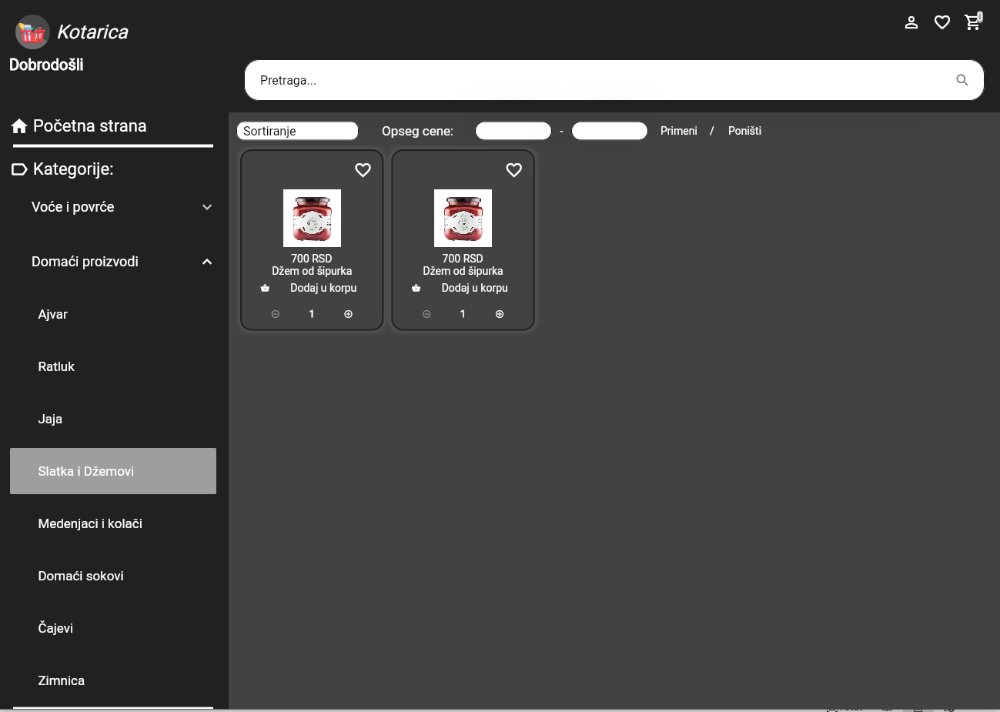 Kotarica
0
Dobrodošli
Pretraga...
Početna strana
Sortiranje
Opseg cene:
-
Primeni / Poništi
Kategorije:
Voće i povrće
Domaći proizvodi
Ajvar
Ratluk
Jaja
Slatka i Džemovi
Medenjaci i kolači
Domaći sokovi
Čajevi
Zimnica
700 RSD
Džem od šipurka
Dodaj u korpu
1
700 RSD
Džem od šipurka
Dodaj u korpu
1